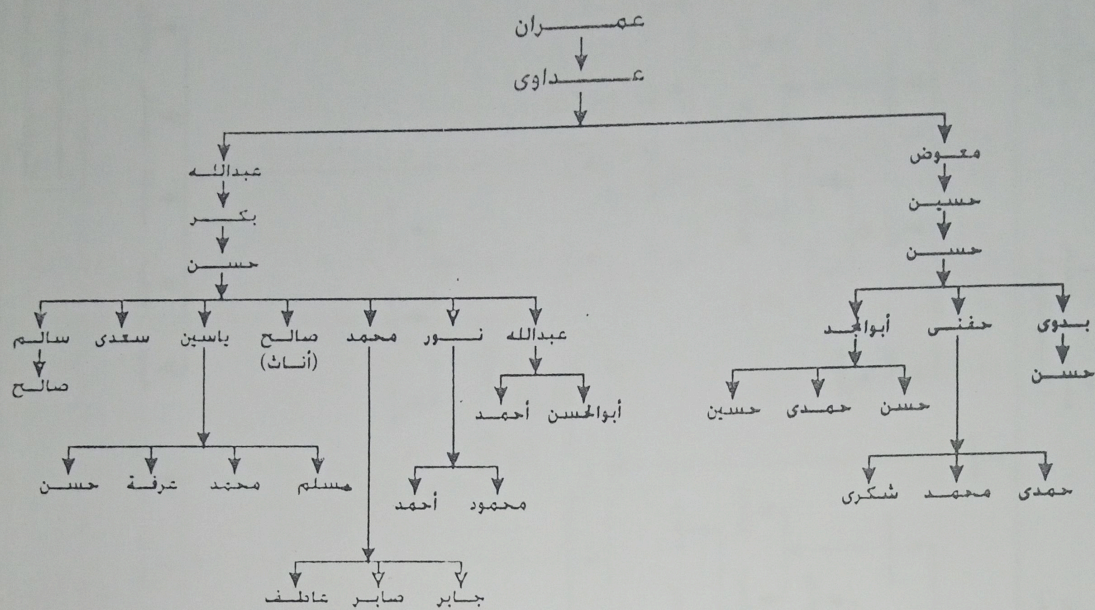 عمران
عداوى
معوض
عبدالله
حسين
بكر
حسن
حسن
بدوى
حفنى
أبوالمجد
عبدالله
نور
محمد
صالح
(أناث)
ياسين
سعدى
سالم
حسن
صالح
حسن
حمدى
حسين
أبوالحسن
أحمد
حمدى
محمد
شكرى
محمود
أحمد
مسلم
محمد
عرفة
حسن
جابر
صابر
عاطف